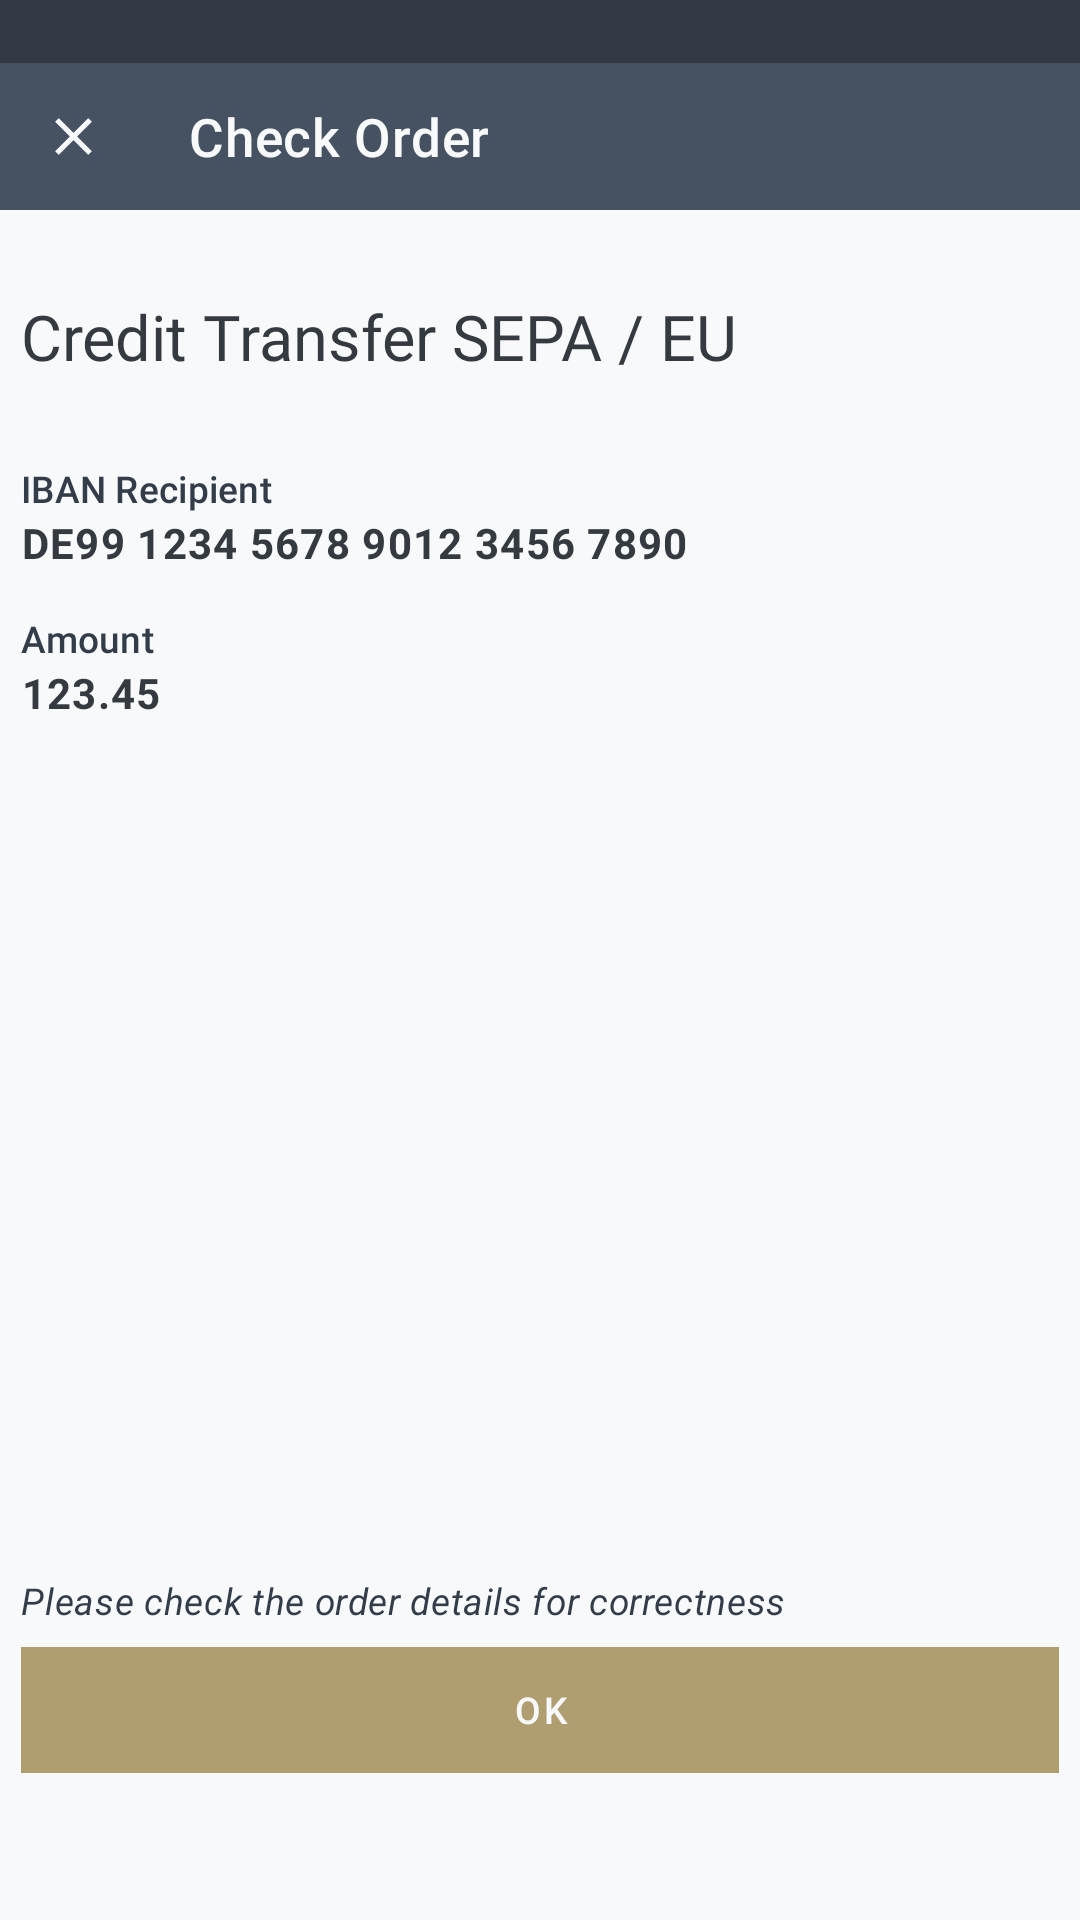 Check Order
Credit Transfer SEPA / EU
IBAN Recipient
DE99 1234 5678 9012 3456 7890
Amount
123.45
Please check the order details for correctness
OK